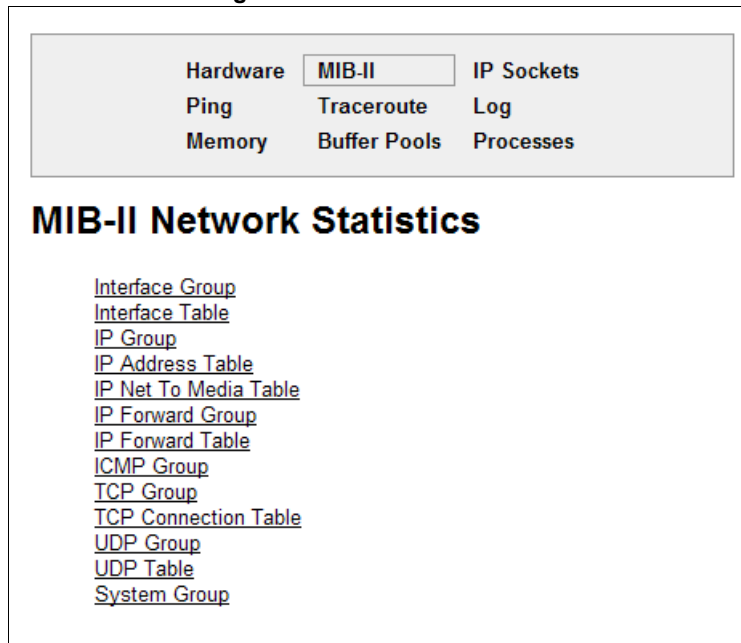 Hardware MIB-II IP Sockets
Ping Traceroute Log
Memory Buffer Pools Processes
MIB-II Network Statistics
Interface Group
Interface Table
IP Group
IP Address Table
IP Net To Media Table
IP Forward Group
IP Forward Table
ICMP Group
TCP Group
TCP Connection Table
UDP Group
UDP Table
System Group